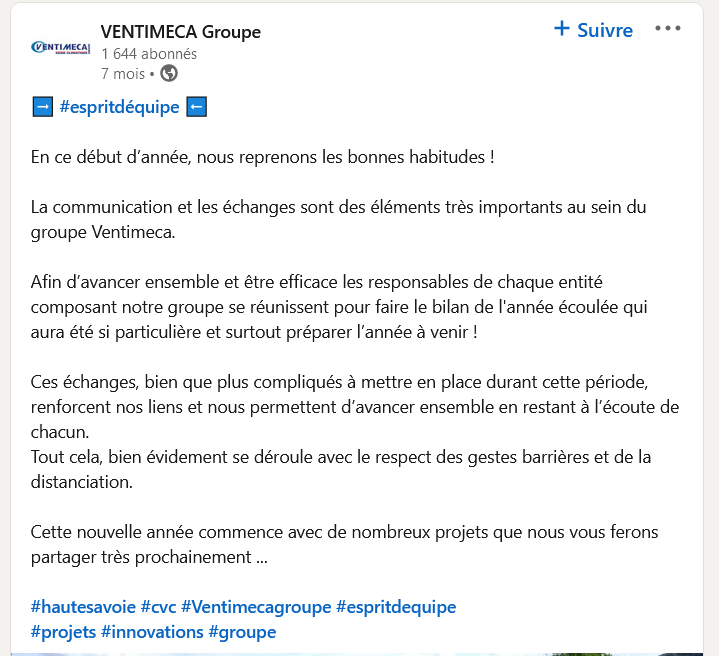 VENTIMECA
GENIE CLIMATIQUE
VENTIMECA Groupe
1 644 abonnés
7 mois •
+ Suivre
➡ #espritdéquipe ⬅
En ce début d’année, nous reprenons les bonnes habitudes !
La communication et les échanges sont des éléments très importants au sein du
groupe Ventimeca.
Afin d’avancer ensemble et être efficace les responsables de chaque entité
composant notre groupe se réunissent pour faire le bilan de l'année écoulée qui
aura été si particulière et surtout préparer l’année à venir !
Ces échanges, bien que plus compliqués à mettre en place durant cette période,
renforcent nos liens et nous permettent d’avancer ensemble en restant à l’écoute de
chacun.
Tout cela, bien évidement se déroule avec le respect des gestes barrières et de la
distanciation.
Cette nouvelle année commence avec de nombreux projets que nous vous ferons
partager très prochainement ...
#hautesavoie #cvc #Ventimecagroupe #espritdequipe
#projets #innovations #groupe